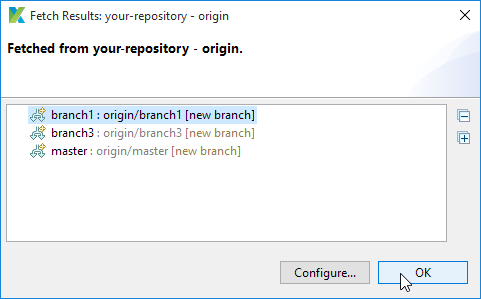 Fetch Results: your-repository - origin
Fetched from your-repository - origin.
branch1 : origin/branch1 [new branch]
branch3 : origin/branch3 [new branch]
master : origin/master [new branch]
Configure... OK